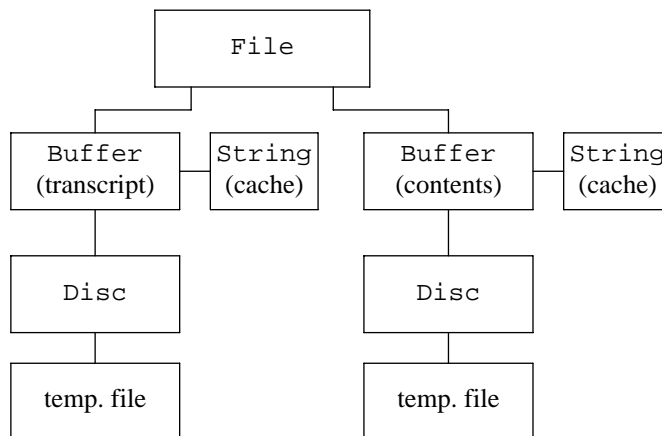 File
Buffer
(transcript)
String
(cache)
Buffer
(contents)
String
(cache)
Disc
Disc
temp. file
temp. file